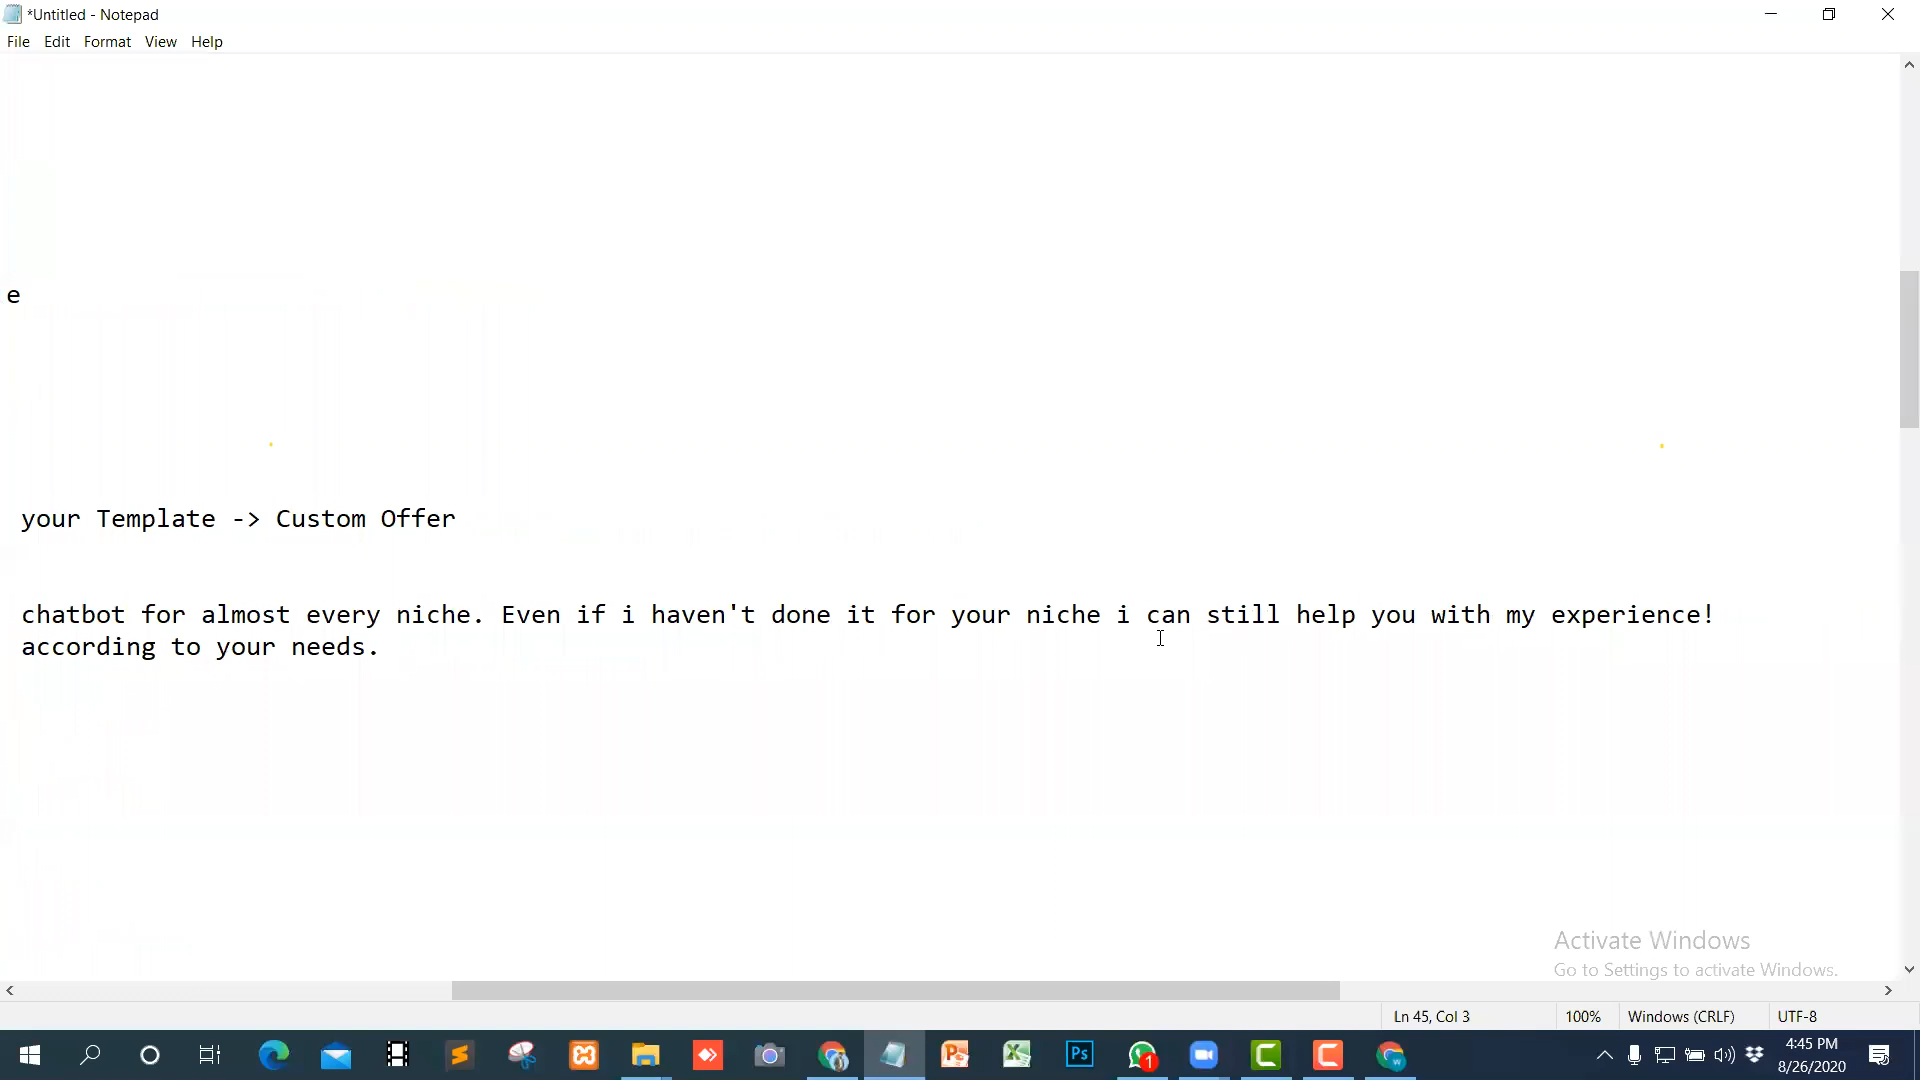 *Untitled - Notepad
File Edit Format View Help
e
your Template -> Custom Offer
chatbot for almost every niche. Even if i haven't done it for your niche i can still help you with my experience!
according to your needs.
Activate Windows
Go to Settings to activate Windows.
Ln 45, Col 3 100% Windows (CRLF) UTF-8
Ps 1 W
4:45 PM
8/26/2020